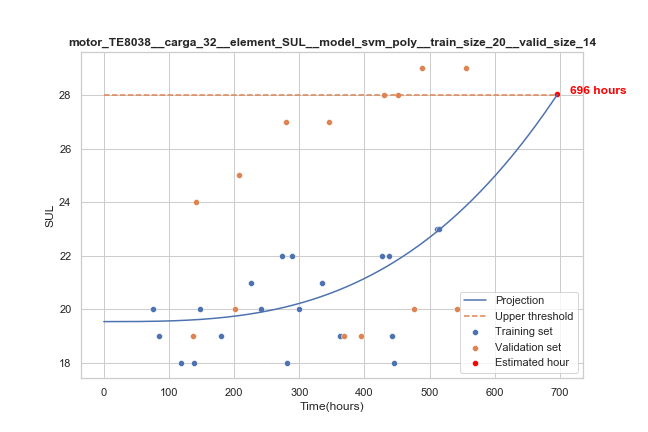 motor_TE8038__carga_32__element_SUL__model_svm_poly__train_size_20__valid_size_14
696 hours
28
26
24
22
20
18
SUL
Projection
Upper threshold
Training set
Validation set
Estimated hour
0 100 200 300 400 500 600 700
Time(hours)